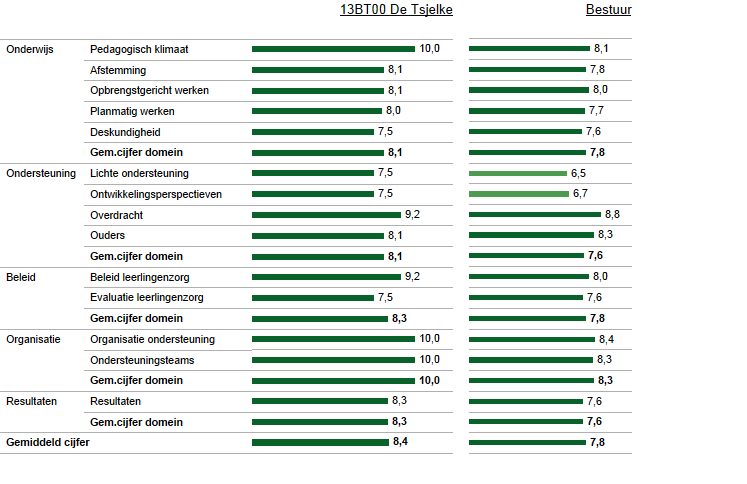 13BT00 De Tsjelke Bestuur
Onderwijs Pedagogisch klimaat 10,0 8,1
Afstemming 8,1 7,8
Opbrengstgericht werken 8,1 8,0
Planmatig werken 8,0 7,7
Deskundigheid 7,5 7,6
Gem.cijfer domein 8,1 7,8
Ondersteuning Lichte ondersteuning 7,5 6,5
Ontwikkelingsperspectieven 7,5 6,7
Overdracht 9,2 8,8
Ouders 8,1 8,3
Gem.cijfer domein 8,1 7,6
Beleid Beleid leerlingenzorg 9,2 8,0
Evaluatie leerlingenzorg 7,5 7,6
Gem.cijfer domein 8,3 7,8
Organisatie Organisatie ondersteuning 10,0 8,4
Ondersteuningsteams 10,0 8,3
Gem.cijfer domein 10,0 8,3
Resultaten Resultaten 8,3 7,6
Gem.cijfer domein 8,3 7,6
Gemiddeld cijfer 8,4 7,8